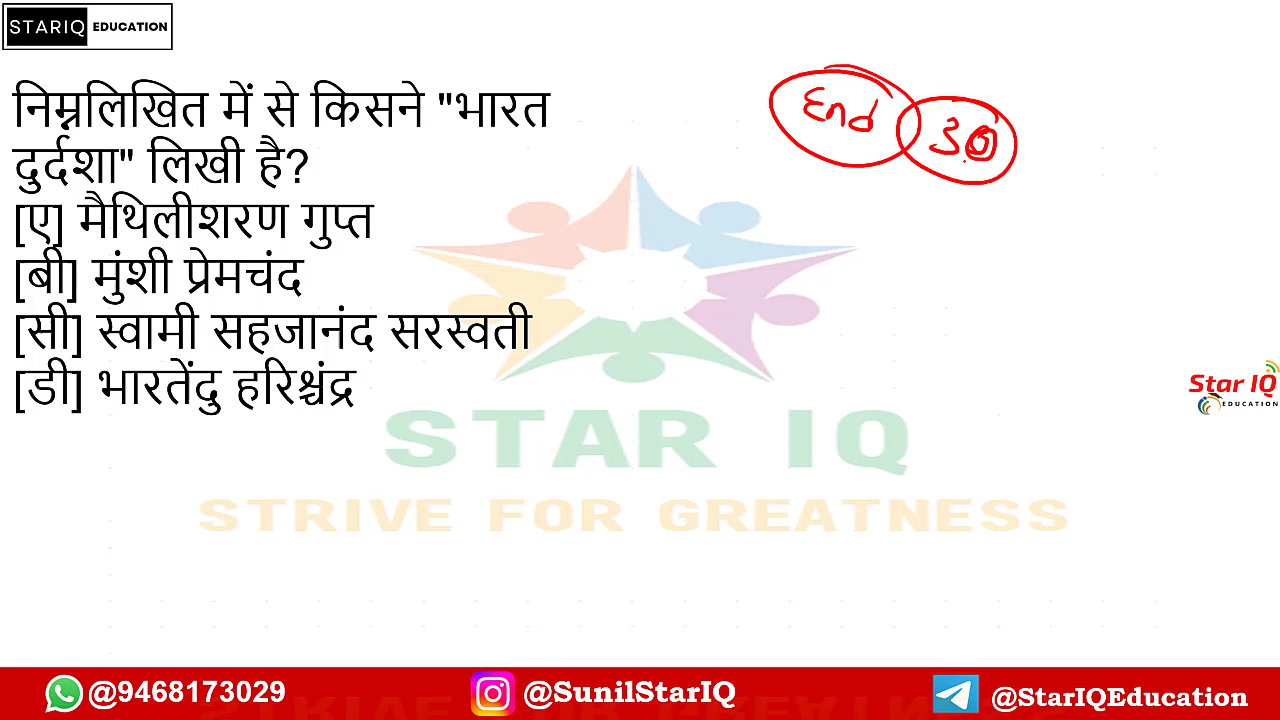 STARIQ EDUCATION
निम्नलिखित में से किसने "भारत
दुर्दशा" लिखी है?
[ए] मैथिलीशरण गुप्त
[बी] मुंशी प्रेमचंद
[सी] स्वामी सहजानंद सरस्वती
[डी] भारतेंदु हरिश्चंद्र
End 30
Star IQ
EDUCATION
STAR IQ
STRIVE FOR GREATNESS
@9468173029 @SunilStarIQ @StarIQEducation